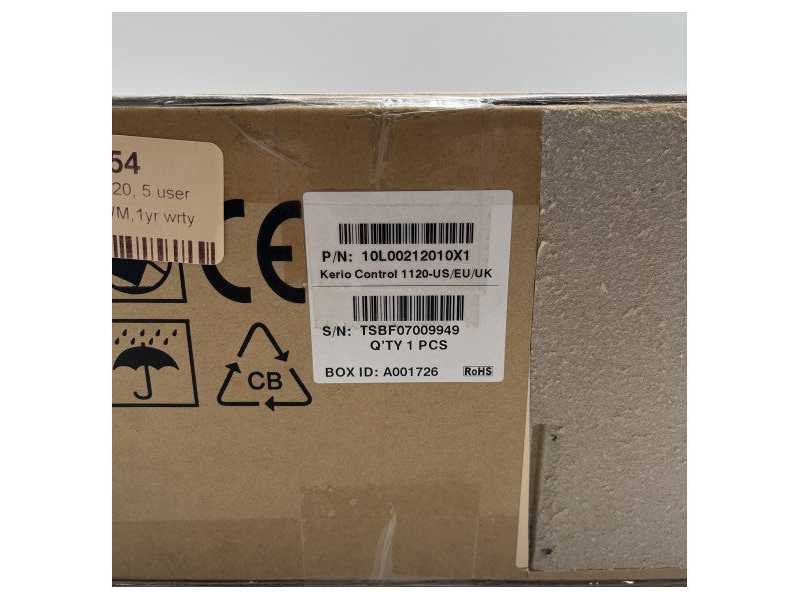 54
20, 5 user
WM,1yr wrty
CE
P/N: 10L00212010X1
Kerio Control 1120-US/EU/UK
S/N: TSBF07009949
Q'TY 1 PCS
BOX ID: A001726 RoHS
CB